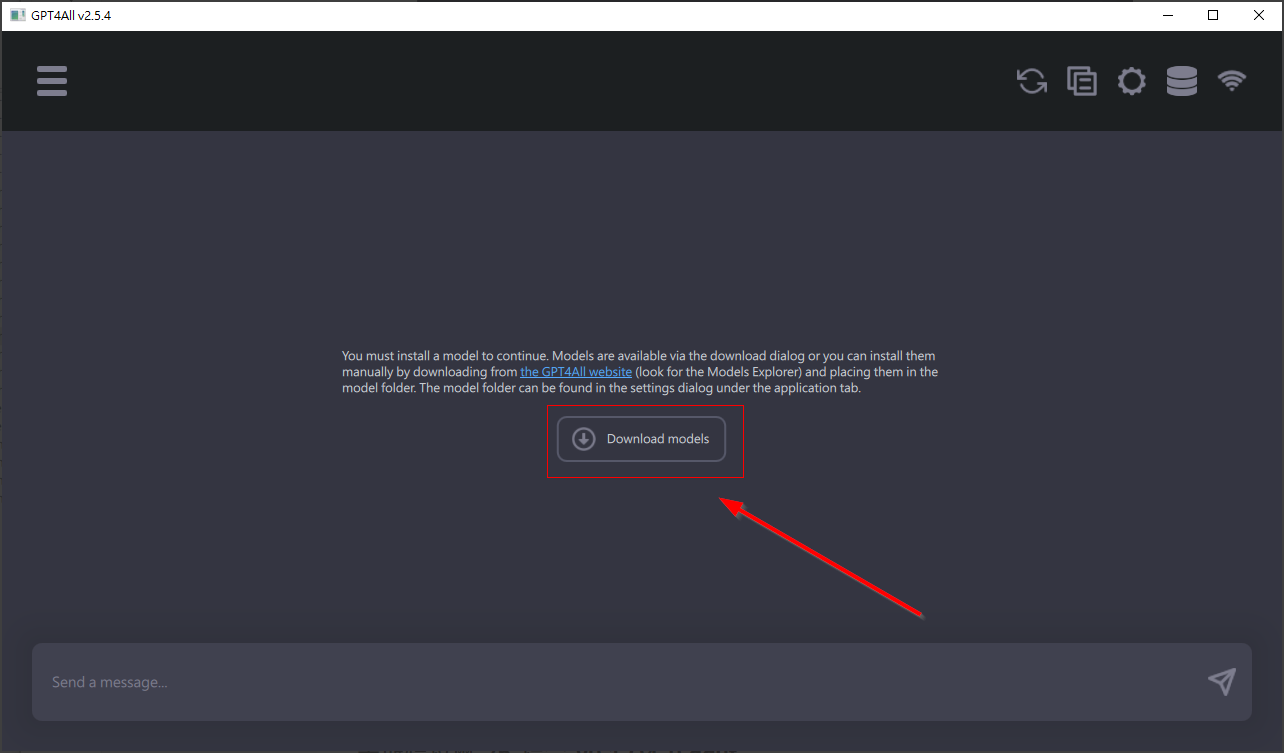 GPT4All v2.5.4
You must install a model to continue. Models are available via the download dialog or you can install them
manually by downloading from the GPT4All website (look for the Models Explorer) and placing them in the
model folder. The model folder can be found in the settings dialog under the application tab.
Download models
Send a message...